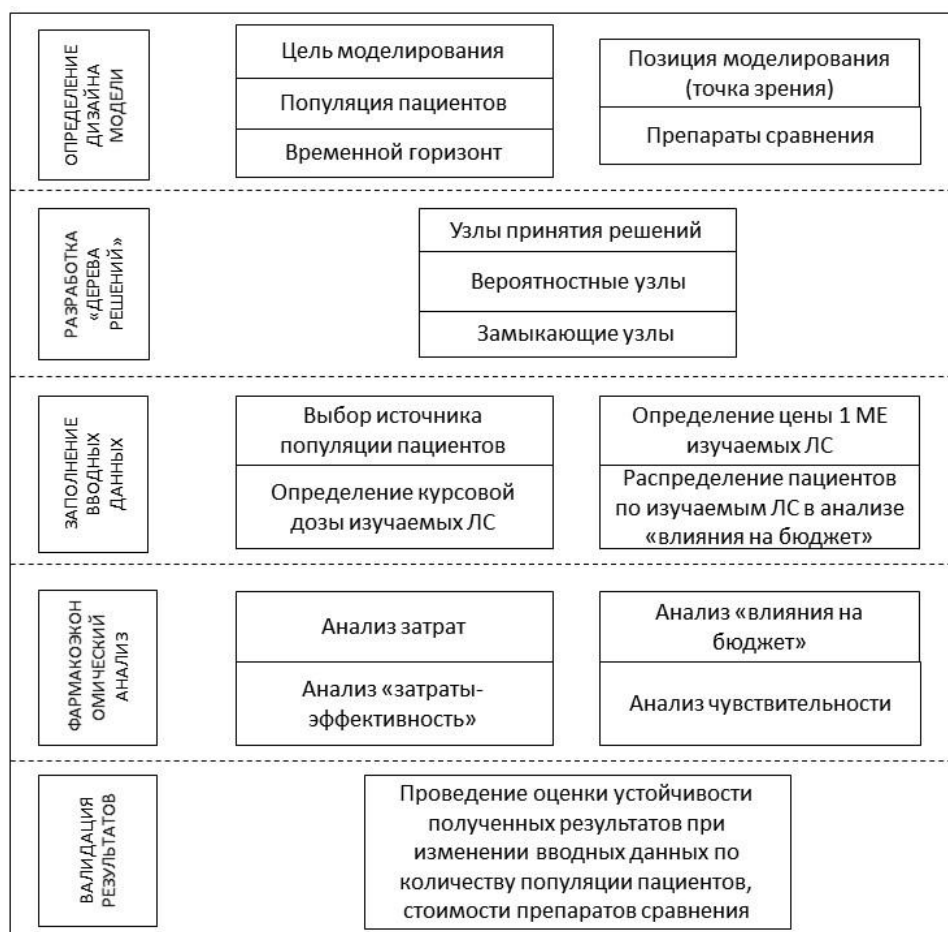 ОПРЕДЕЛЕНИЕ
ДИЗАЙНА
МОДЕЛИ
Цель моделирования
Популяция пациентов
Временной горизонт
Позиция моделирования
(точка зрения)
Препараты сравнения
РАЗРАБОТКА
«ДЕРЕВА
РЕШЕНИЙ»
Узлы принятия решений
Вероятностные узлы
Замыкающие узлы
ЗАПОЛНЕНИЕ
ВВОДНЫХ
ДАННЫХ
Выбор источника
популяции пациентов
Определение курсовой
дозы изучаемых ЛС
Определение цены 1 МЕ
изучаемых ЛС
Распределение пациентов
по изучаемым ЛС в анализе
«влияния на бюджет»
ФАРМАКОЭКОН
ОМИЧЕСКИЙ
АНАЛИЗ
Анализ затрат
Анализ «затраты-
эффективность»
Анализ «влияния на
бюджет»
Анализ чувствительности
ВАЛИДАЦИЯ
РЕЗУЛЬТАТОВ
Проведение оценки устойчивости
полученных результатов при
изменении вводных данных по
количеству популяции пациентов,
стоимости препаратов сравнения